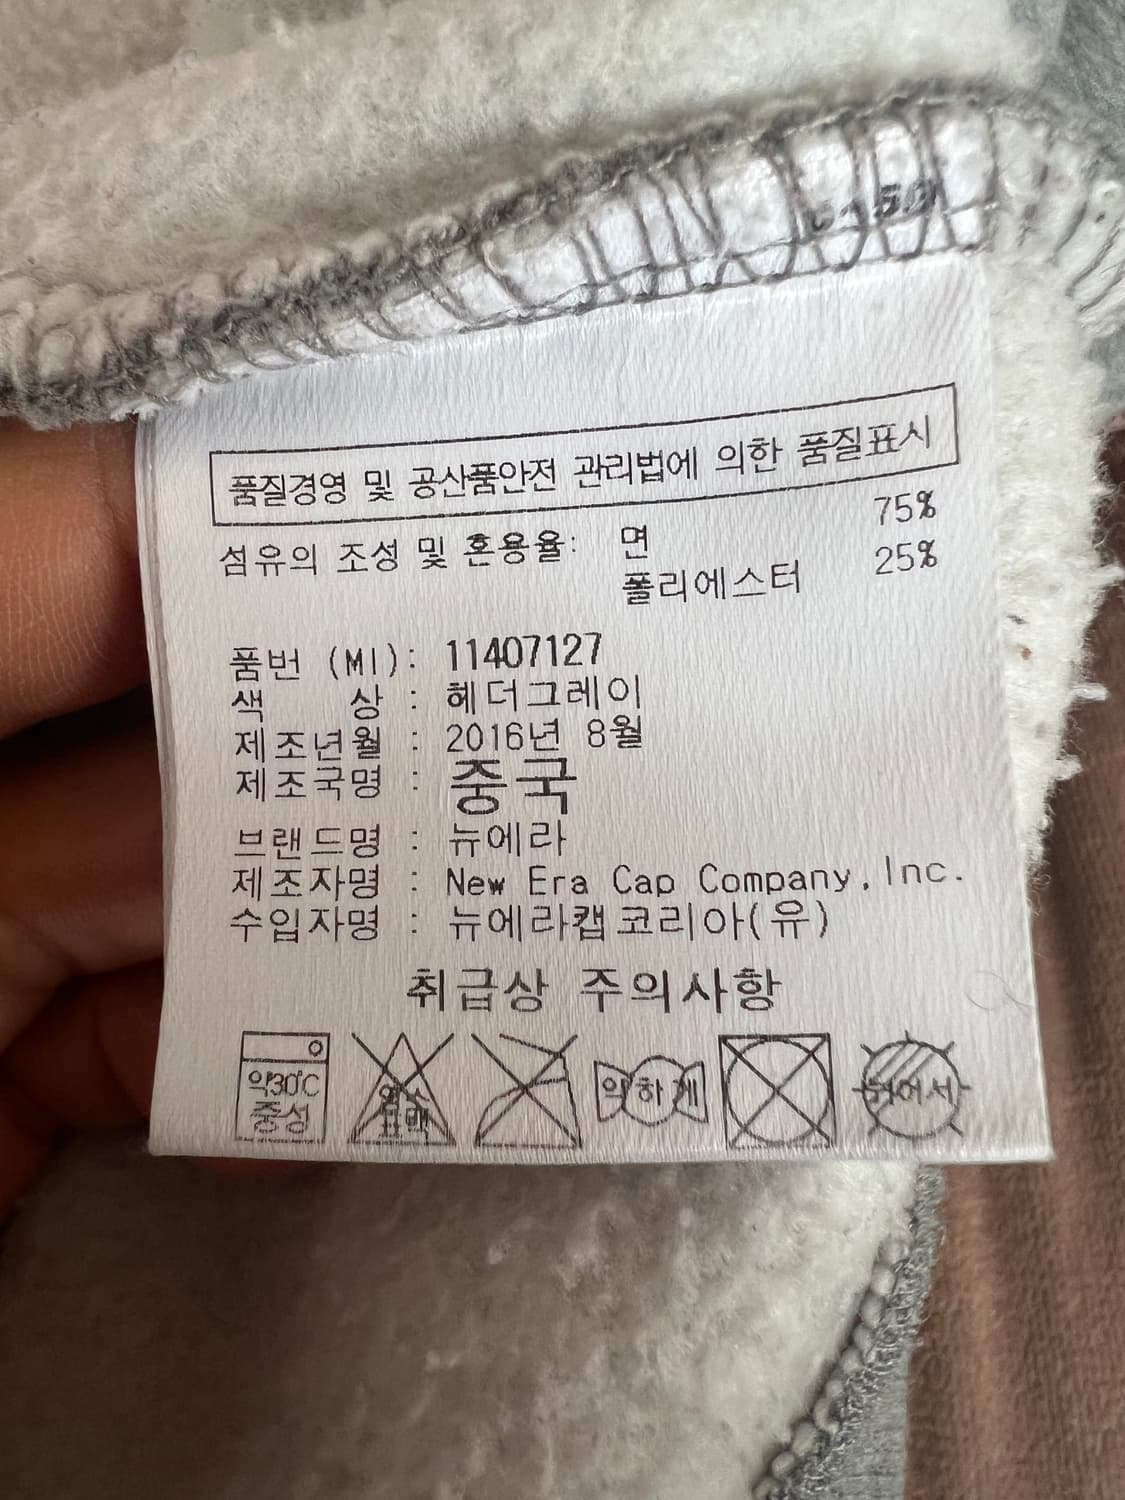 품질경영 및 공산품안전 관리법에 의한 품질표시
섬유의 조성 및 혼용율: 면 75%
폴리에스터 25%
품번 (MI): 11407127
색 상 : 헤더그레이
제조년월 : 2016년 8월
제조국명 : 중국
브랜드명 : 뉴에라
제조자명 : New Era Cap Company, Inc.
수입자명 : 뉴에라캡코리아(유)
취급상 주의사항
약30℃
중성
약하게